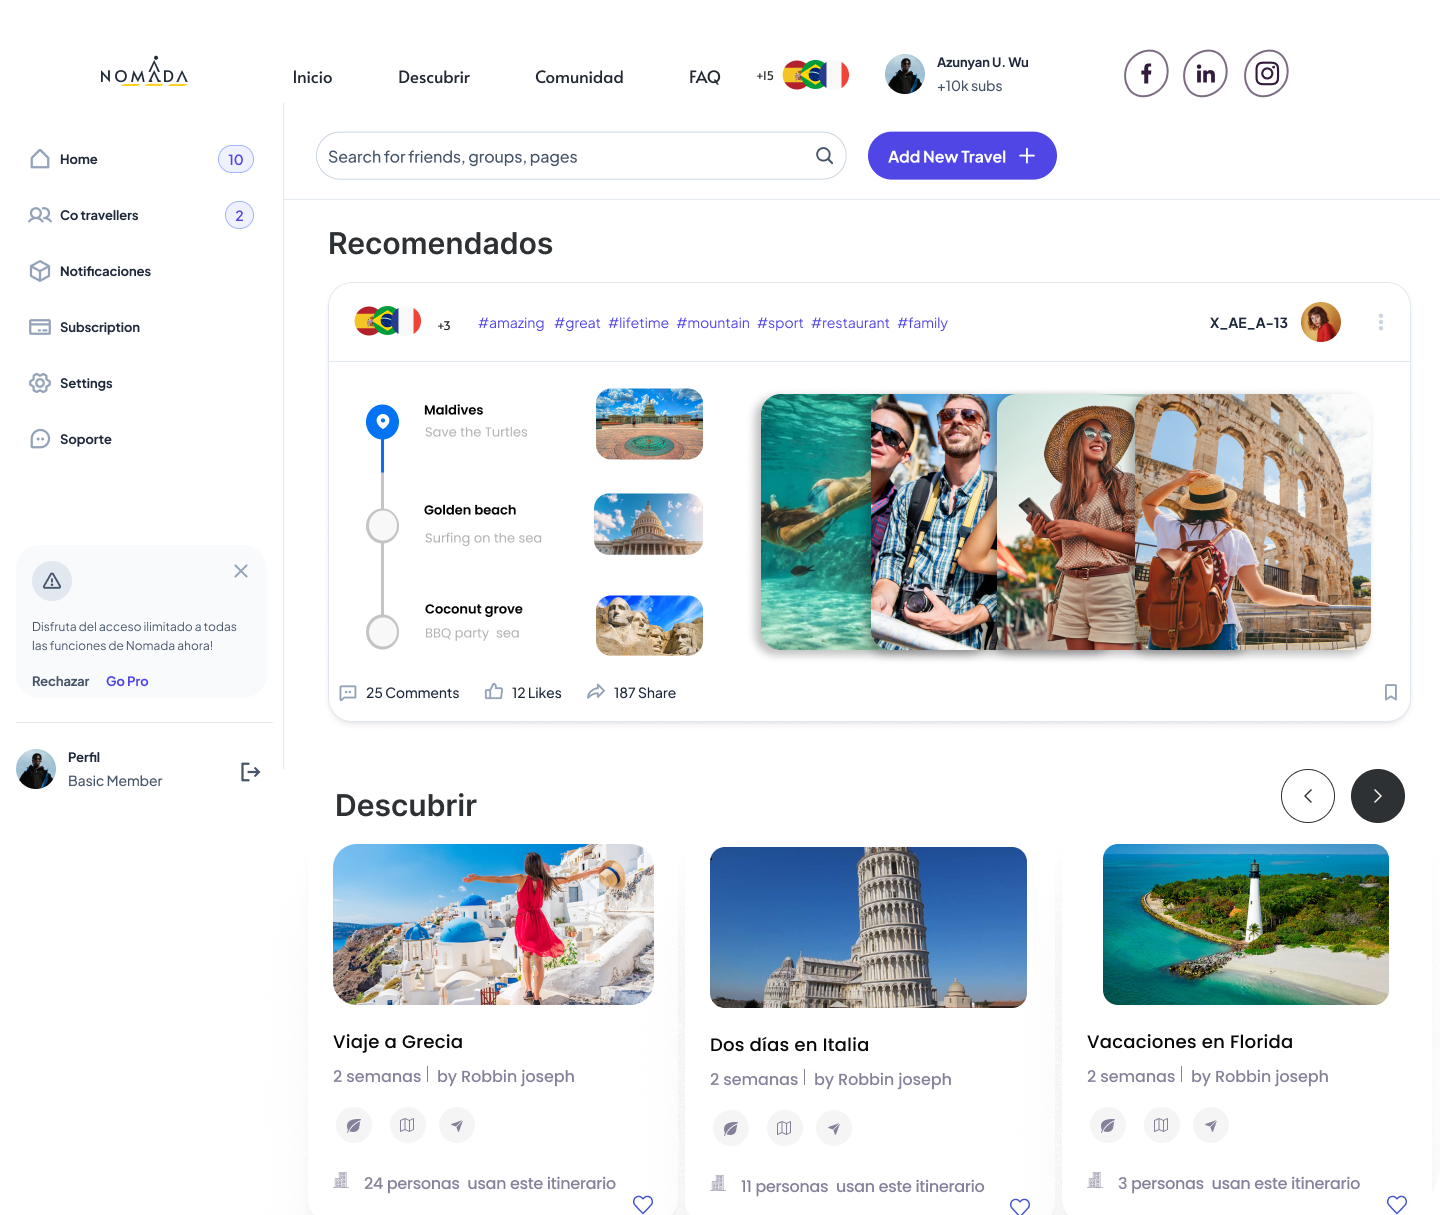 NOMADA
Inicio
Descubrir
Comunidad
FAQ
+15
Azunyan U. Wu
+10k subs
Home
10
Co travellers
2
Notificaciones
Subscription
Settings
Soporte
Disfruta del acceso ilimitado a todas
las funciones de Nomada ahora!
Rechazar Go Pro
Perfil
Basic Member
Search for friends, groups, pages
Add New Travel
Recomendados
+3
#amazing #great #lifetime #mountain #sport #restaurant #family
X_AE_A-13
Maldives
Save the Turtles
Golden beach
Surfing on the sea
Coconut grove
BBQ party sea
25 Comments
12 Likes
187 Share
Descubrir
Viaje a Grecia
2 semanas by Robbin joseph
24 personas usan este itinerario
Dos días en Italia
2 semanas by Robbin joseph
11 personas usan este itinerario
Vacaciones en Florida
2 semanas by Robbin joseph
3 personas usan este itinerario